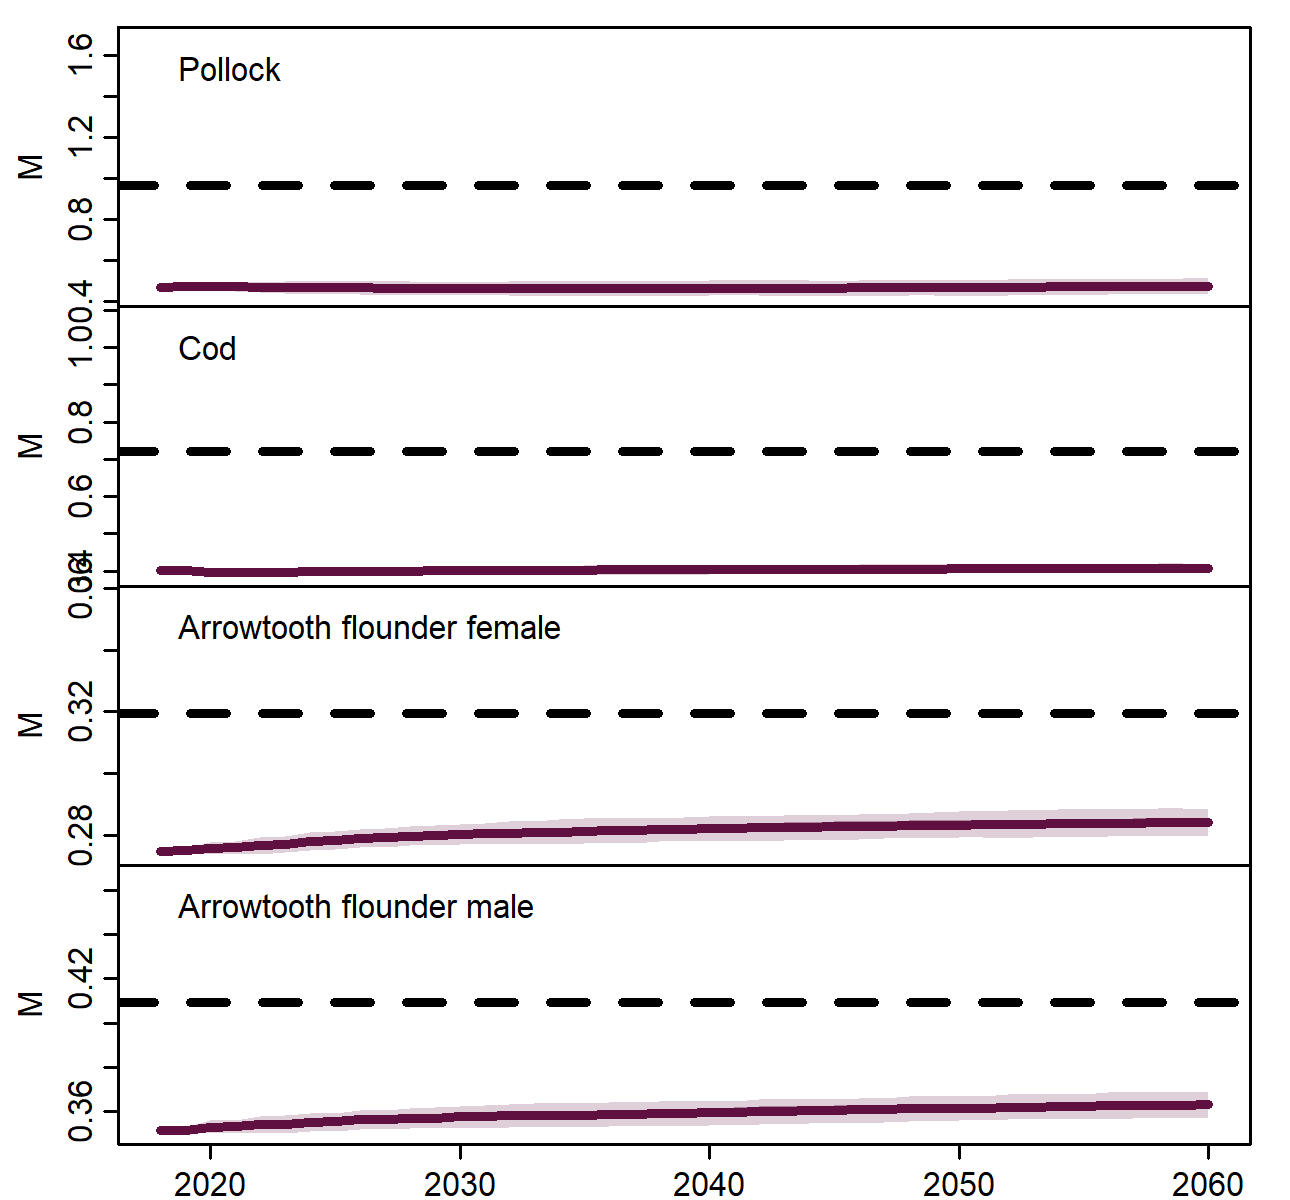 Pollock
M
1.6
1.2
0.8
0.4
Cod
M
1.0
0.8
0.6
Arrowtooth flounder female
M
0.32
0.28
Arrowtooth flounder male
M
0.42
0.36
2020 2030 2040 2050 2060